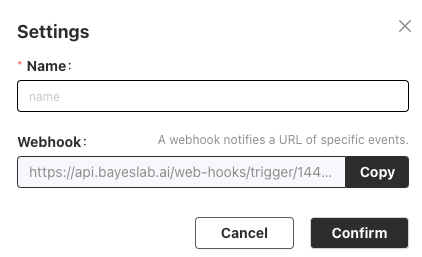 Settings
* Name:
name
Webhook: A webhook notifies a URL of specific events.
https://api.bayeslab.ai/web-hooks/trigger/144... Copy
Cancel Confirm